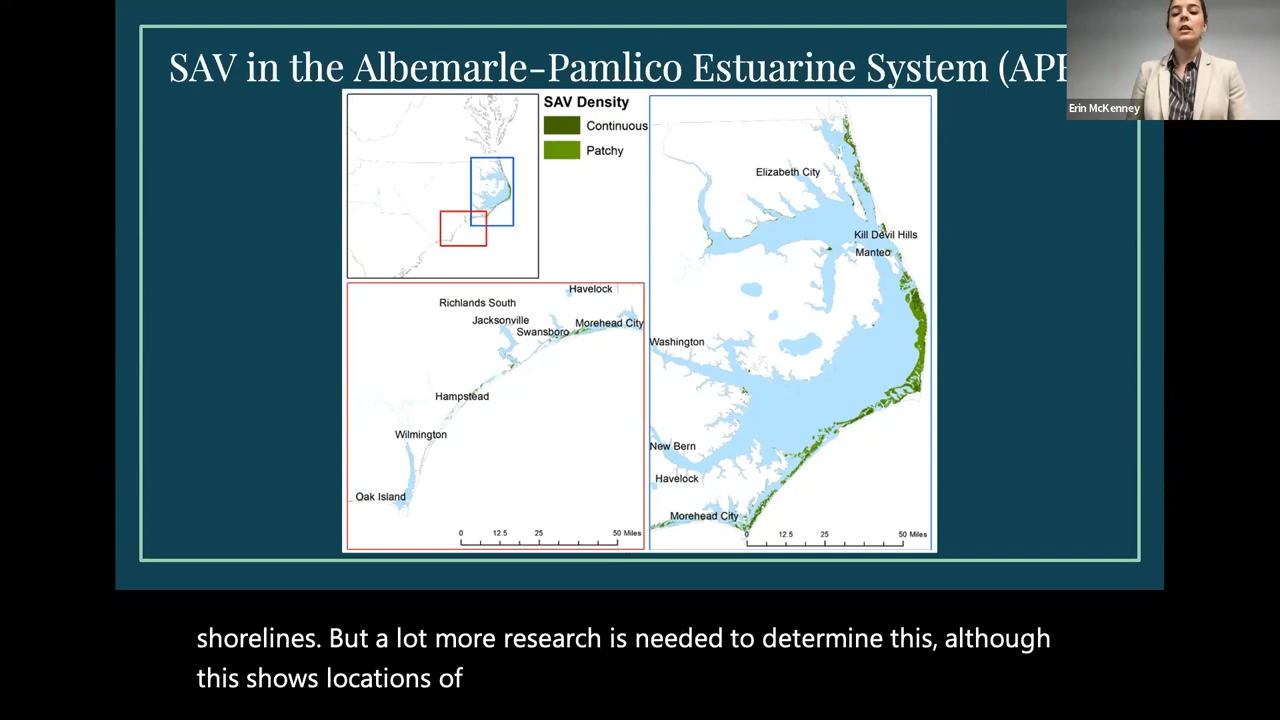 SAV in the Albemarle-Pamlico Estuarine System (AP
Erin McKenney
SAV Density
Continuous
Patchy
Elizabeth City
Kill Devil Hills
Manteo
Washington
New Bern
Havelock
Morehead City
0 12.5 25 50 Miles
Havelock
Richlands South
Jacksonville
Morehead City
Swansboro
Hampstead
Wilmington
Oak Island
0 12.5 25 50 Miles
shorelines. But a lot more research is needed to determine this, although
this shows locations of